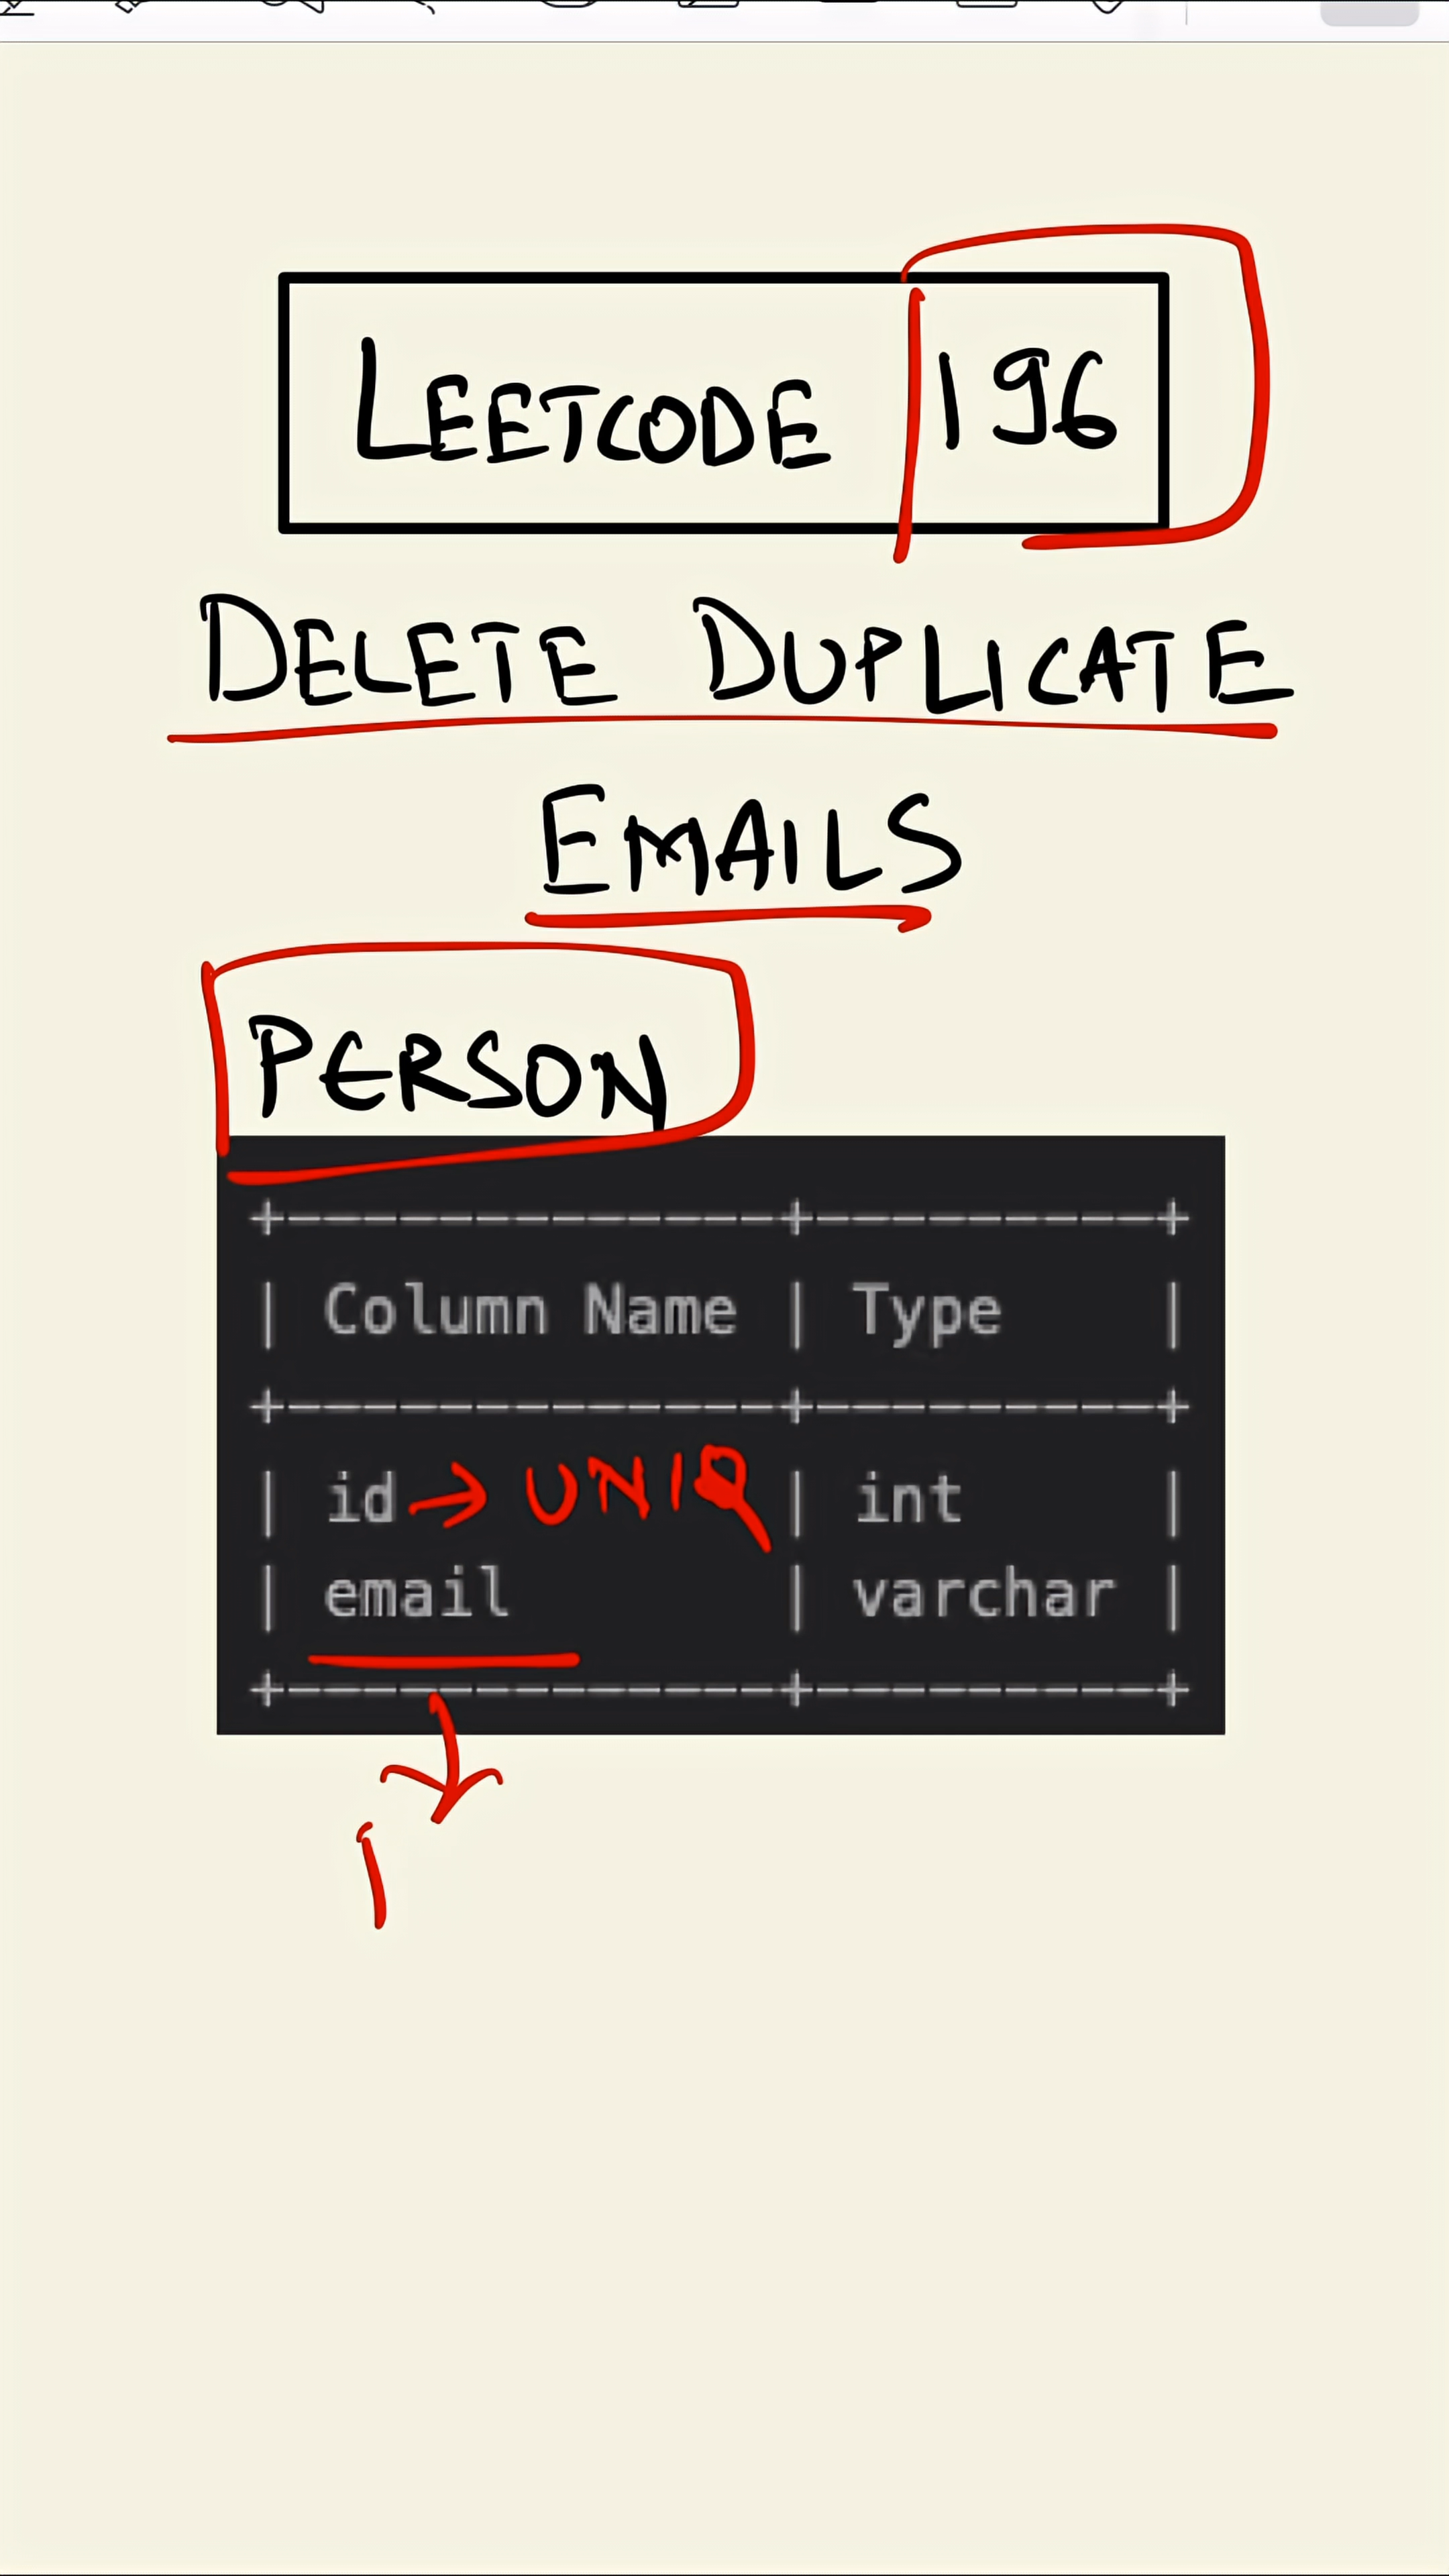 LEETCODE 196
DELETE DUPLICATE
EMAILS
PERSON
+--------------+----------+
| Column Name | Type |
+--------------+----------+
| id → UNIQ | int |
| email | varchar |
+--------------+----------+